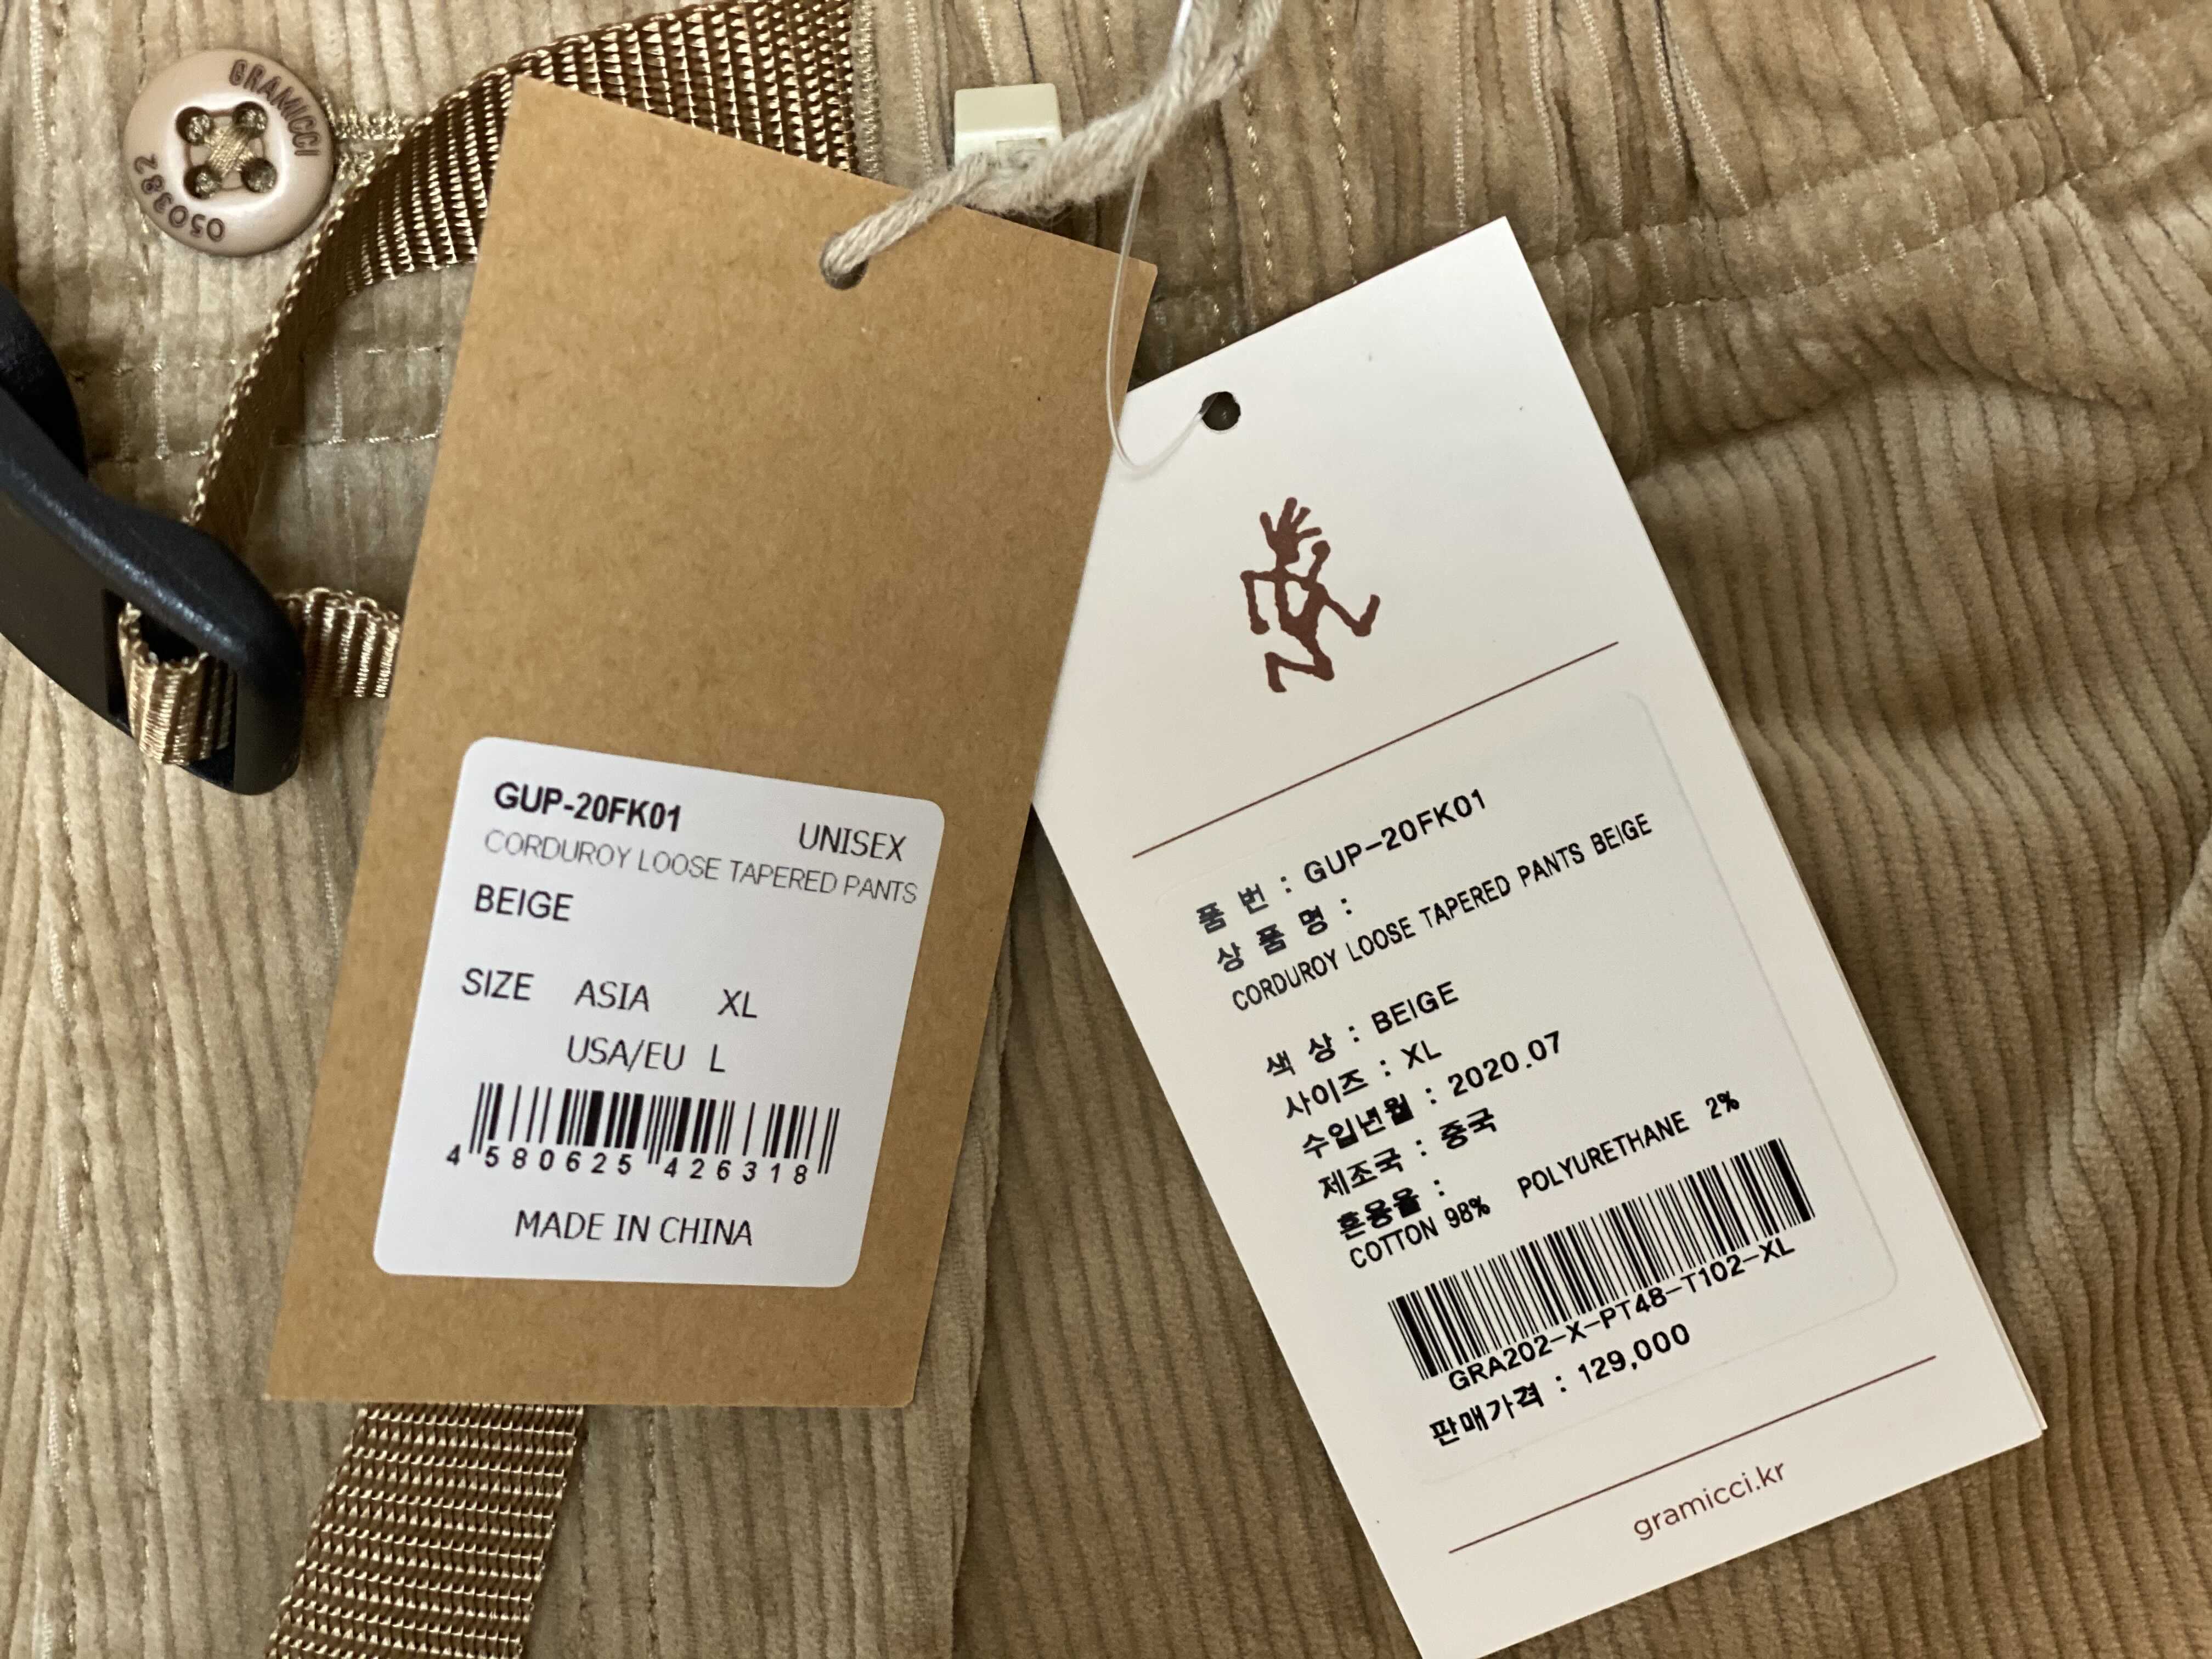 GRAMICCI
050382
GUP-20FK01
UNISEX
CORDUROY LOOSE TAPERED PANTS
BEIGE
SIZE ASIA XL
USA/EU L
4 580625 426318
MADE IN CHINA
품 번 : GUP-20FK01
상 품 명 :
CORDUROY LOOSE TAPERED PANTS BEIGE
색 상 : BEIGE
사이즈 : XL
수입년월 : 2020.07
제조국 : 중국
혼용율 :
COTTON 98% POLYURETHANE 2%
GRA202-X-PT48-T102-XL
판매가격 : 129,000
gramicci.kr